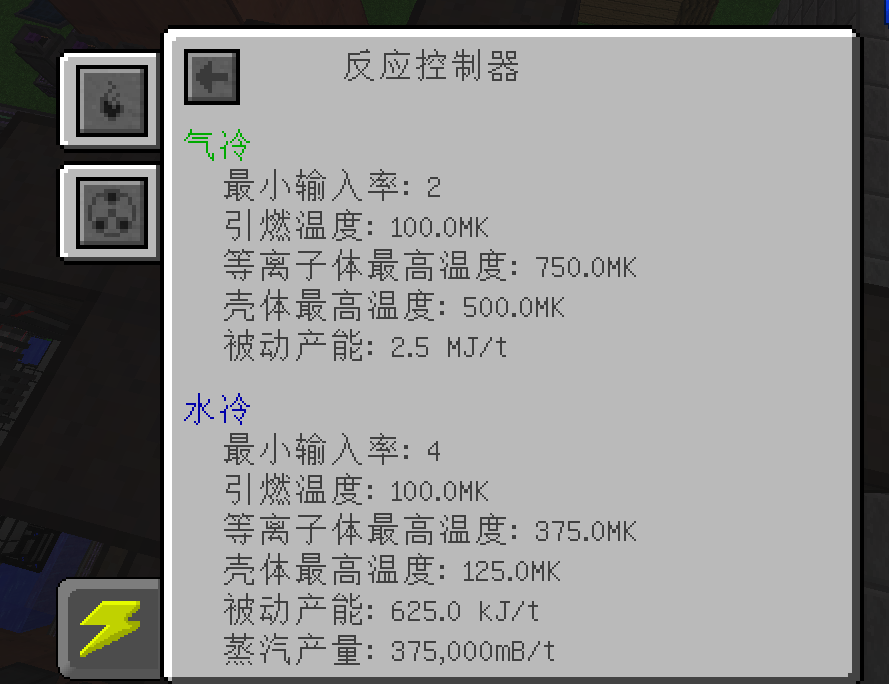 反应控制器
气冷
最小输入率: 2
引燃温度: 100.0MK
等离子体最高温度: 750.0MK
壳体最高温度: 500.0MK
被动产能: 2.5 MJ/t
水冷
最小输入率: 4
引燃温度: 100.0MK
等离子体最高温度: 375.0MK
壳体最高温度: 125.0MK
被动产能: 625.0 kJ/t
蒸汽产量: 375,000mB/t